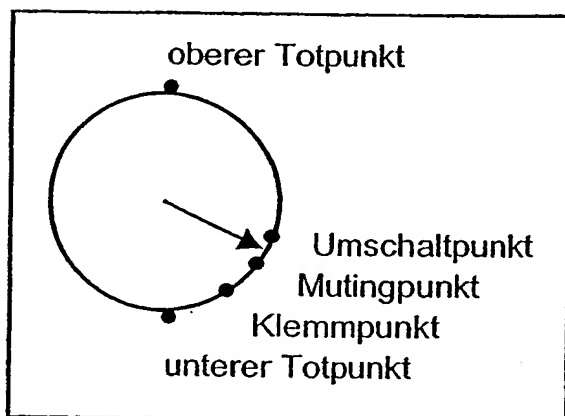 oberer Totpunkt
Umschaltpunkt
Mutingpunkt
Klemmpunkt
unterer Totpunkt